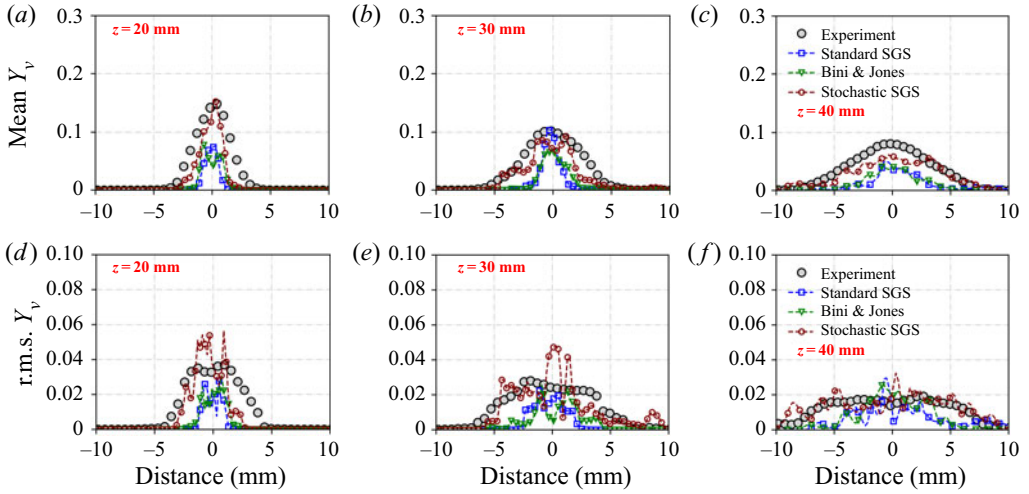 (a) (b) (c)
Mean Yv
0.3 0.3 0.3
z = 20 mm z = 30 mm
Experiment
Standard SGS
0.2 0.2 0.2
Bini & Jones
Stochastic SGS
z = 40 mm
0.1 0.1 0.1
0 0 0
–10 –5 0 5 10 –10 –5 0 5 10 –10 –5 0 5 10
(d) (e) (f)
r.m.s. Yv
0.10 0.10 0.10
z = 20 mm z = 30 mm
Experiment
0.08 0.08 0.08
Standard SGS
Bini & Jones
0.06 0.06 0.06
Stochastic SGS
z = 40 mm
0.04 0.04 0.04
0.02 0.02 0.02
0 0 0
–10 –5 0 5 10 –10 –5 0 5 10 –10 –5 0 5 10
Distance (mm) Distance (mm) Distance (mm)